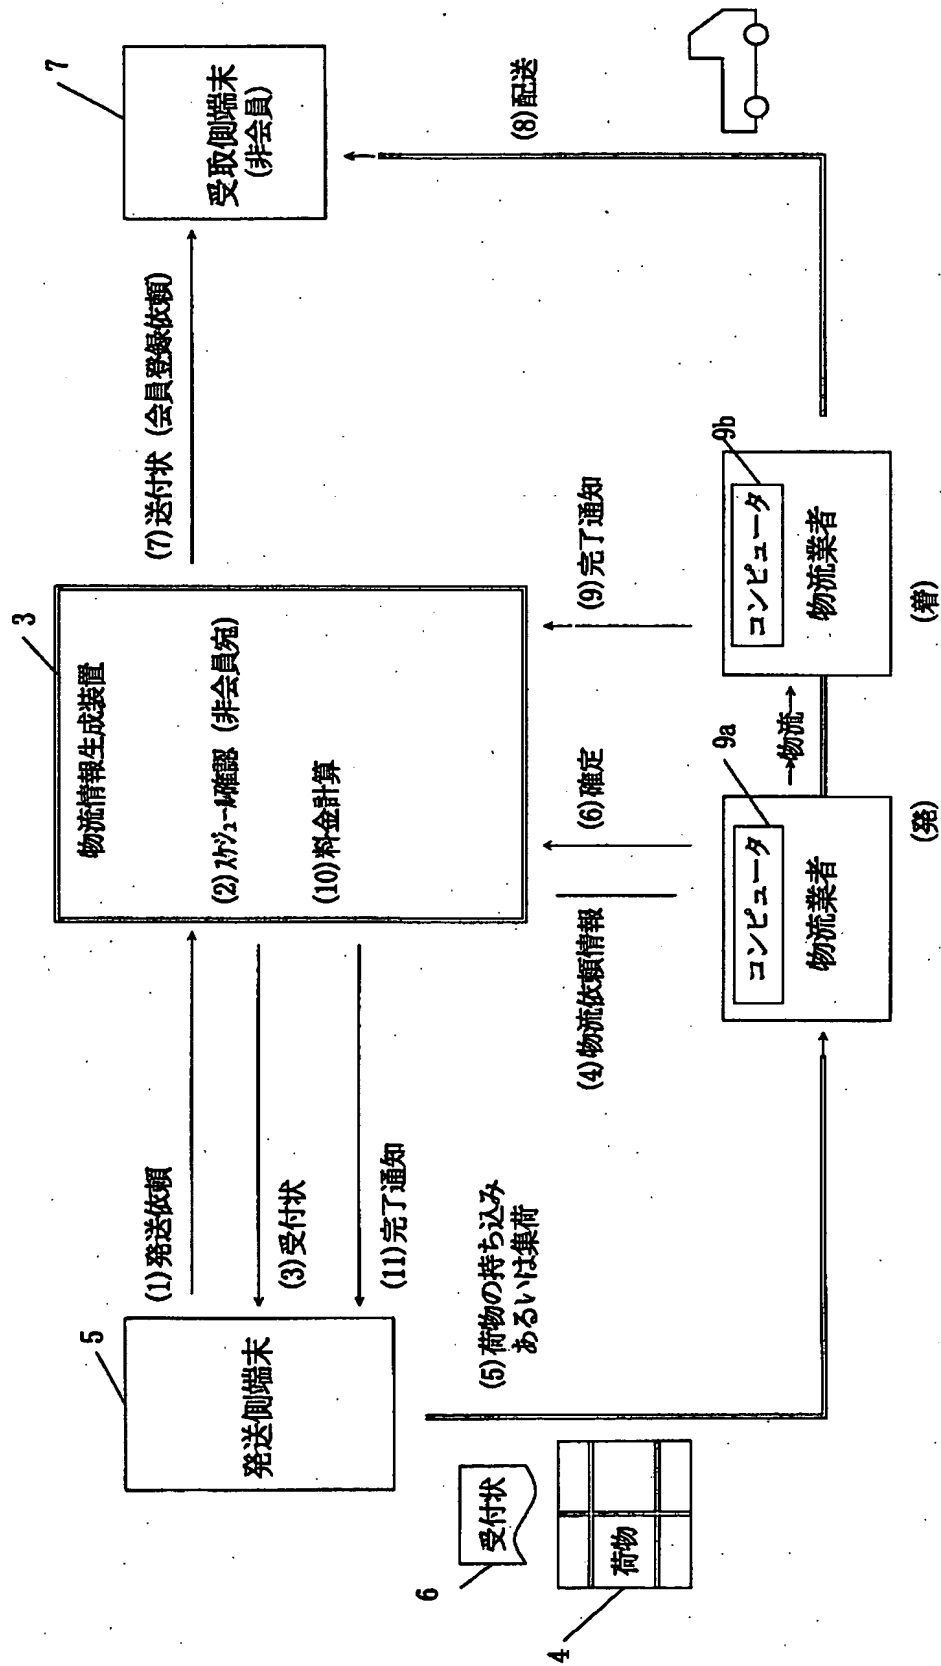 3
物流情報生成装置
(2)ｽｹｼﾞｭｰﾙ確認 (非会員宛)
(10)料金計算
5
発送側端末
(1)発送依頼
(3)受付状
(11)完了通知
7
受取側端末
(非会員)
(7)送付状 (会員登録依頼)
6
受付状
4
荷物
(5)荷物の持ち込み
あるいは集荷
(4)物流依頼情報
(6)確定
(9)完了通知
(8)配送
9a
コンピュータ
物流業者
(発)
→物流→
9b
コンピュータ
物流業者
(着)